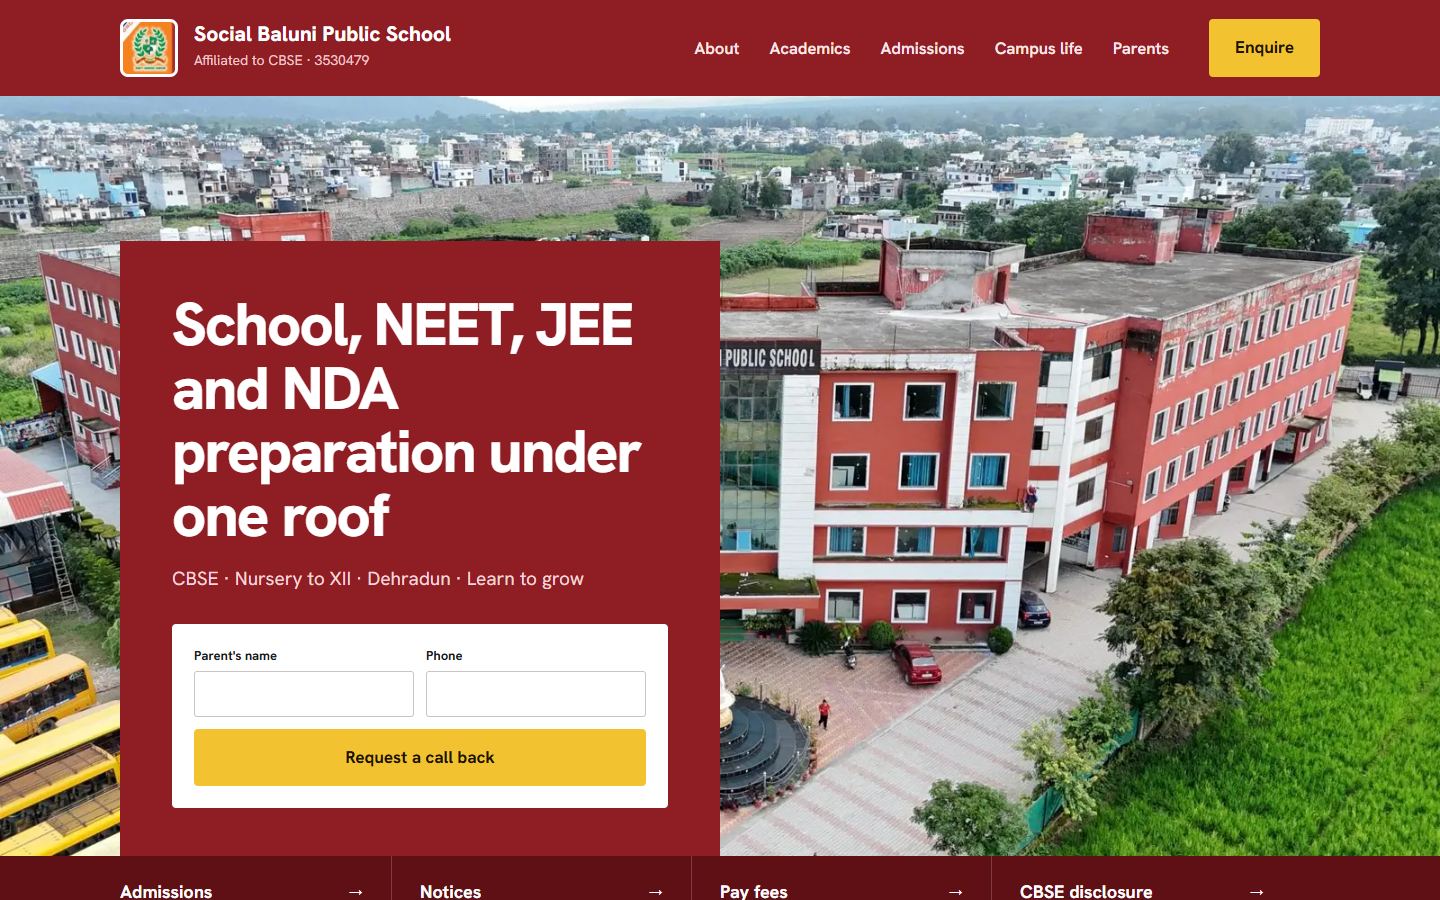 Social Baluni Public School
Affiliated to CBSE · 3530479
About
Academics
Admissions
Campus life
Parents
Enquire
PUBLIC SCHOOL
School, NEET, JEE
and NDA
preparation under
one roof
CBSE · Nursery to XII · Dehradun · Learn to grow
Parent's name
Phone
Request a call back
Admissions →
Notices →
Pay fees →
CBSE disclosure →